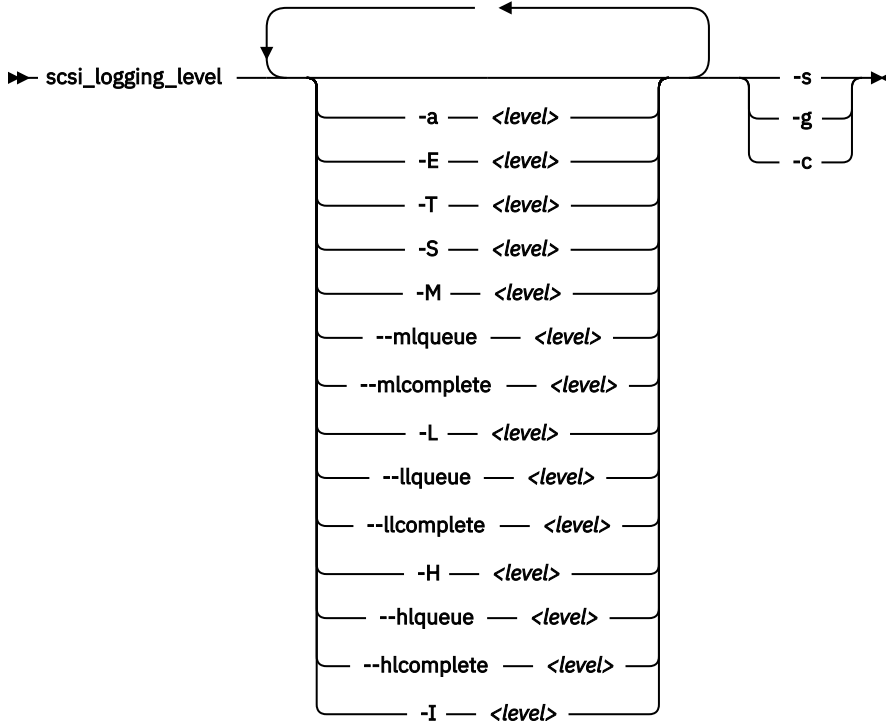 scsi_logging_level -s
-a <level> -g
-E <level> -c
-T <level>
-S <level>
-M <level>
--mlqueue <level>
--mlcomplete <level>
-L <level>
--llqueue <level>
--llcomplete <level>
-H <level>
--hlqueue <level>
--hlcomplete <level>
-I <level>